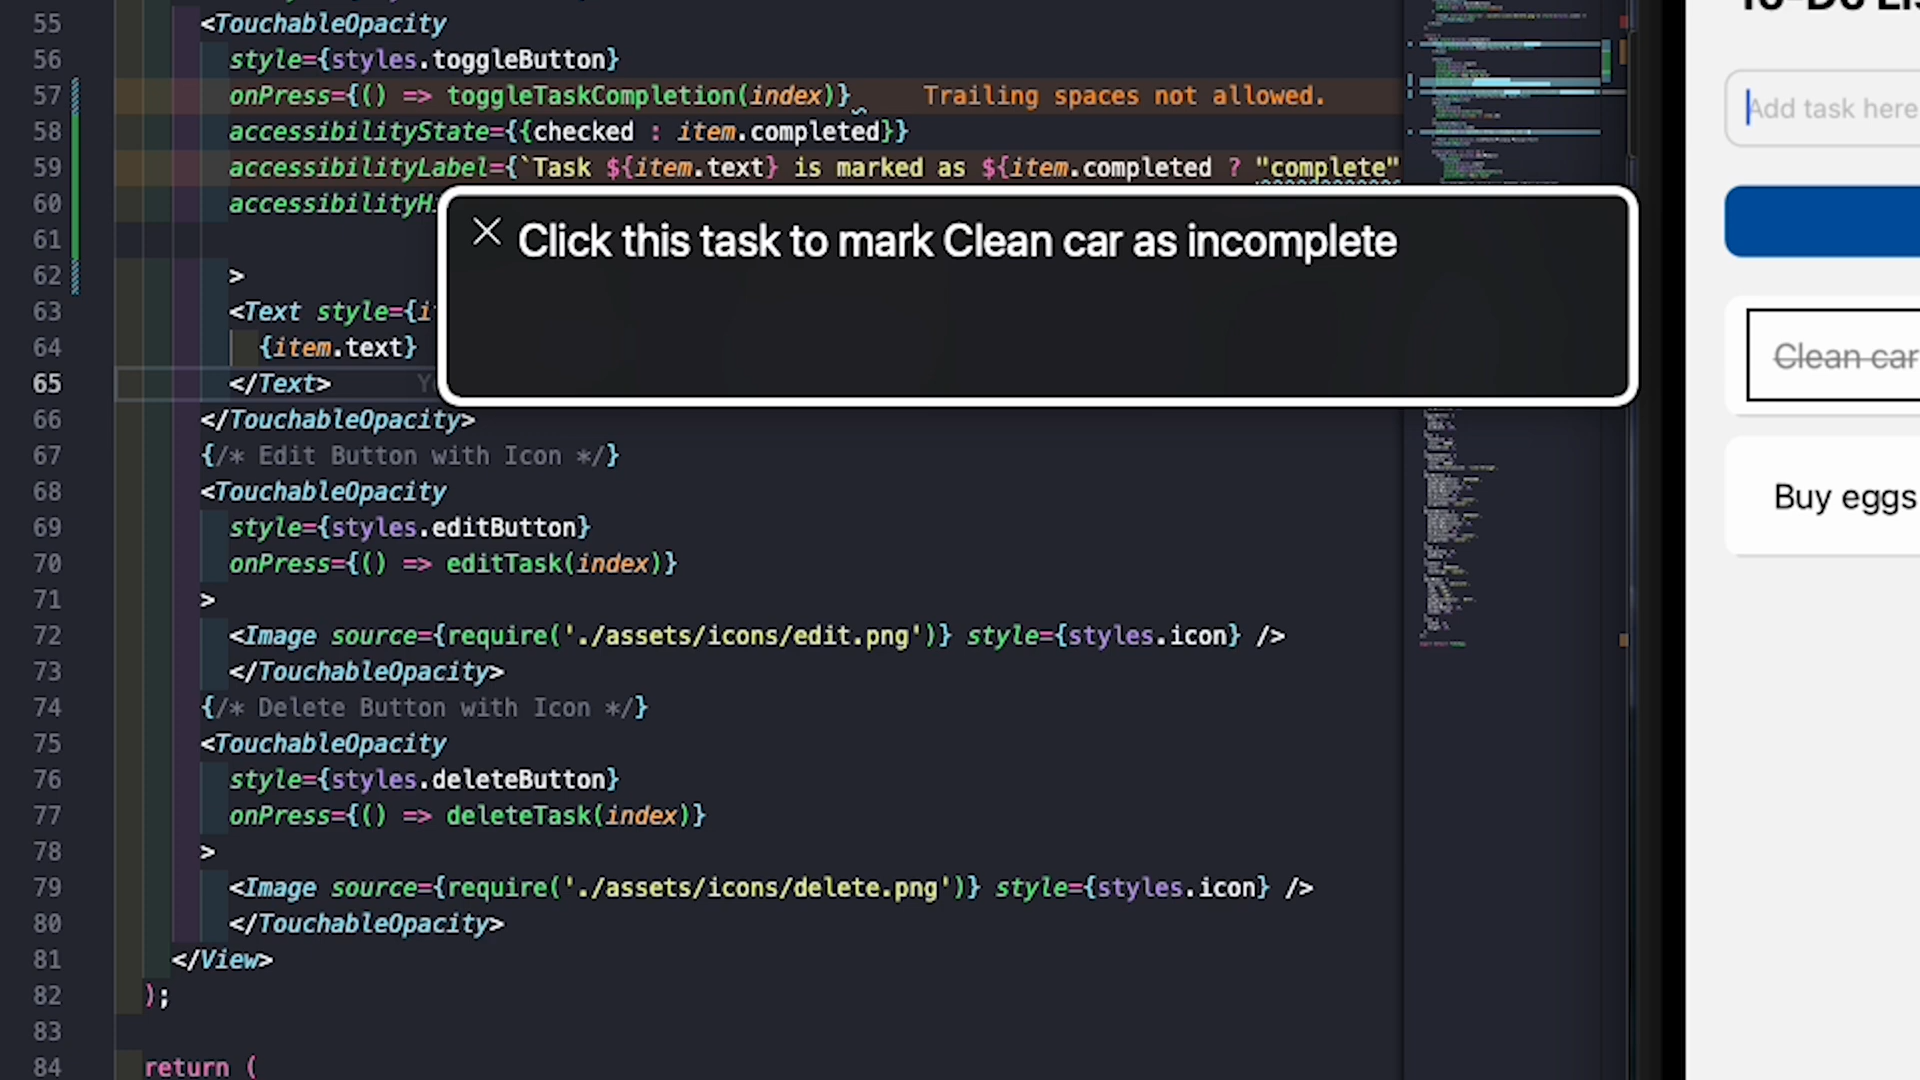 55 <TouchableOpacity
56 style={styles.toggleButton}
57 onPress={() => toggleTaskCompletion(index)} Trailing spaces not allowed.
58 accessibilityState={{checked : item.completed}}
59 accessibilityLabel={`Task ${item.text} is marked as ${item.completed ? "complete"
60 accessibilityHi
61
62 >
63 <Text style={i
64 {item.text}
65 </Text>
66 </TouchableOpacity>
67 {/* Edit Button with Icon */}
68 <TouchableOpacity
69 style={styles.editButton}
70 onPress={() => editTask(index)}
71 >
72 <Image source={require('./assets/icons/edit.png')} style={styles.icon} />
73 </TouchableOpacity>
74 {/* Delete Button with Icon */}
75 <TouchableOpacity
76 style={styles.deleteButton}
77 onPress={() => deleteTask(index)}
78 >
79 <Image source={require('./assets/icons/delete.png')} style={styles.icon} />
80 </TouchableOpacity>
81 </View>
82 );
83
84 return (
Click this task to mark Clean car as incomplete
Add task here
Clean car
Buy eggs